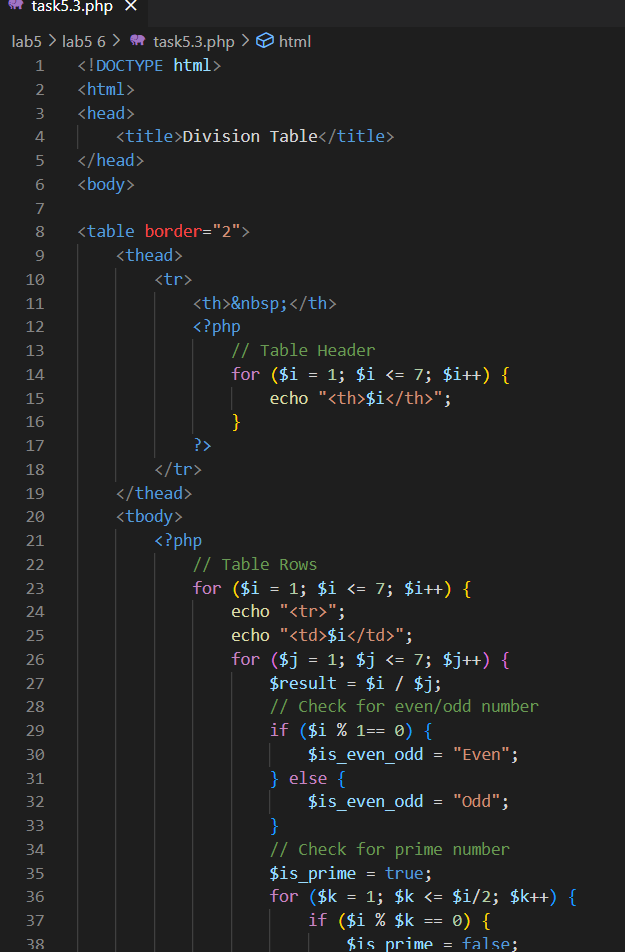 task5.3.php ×
lab5 > lab5 6 > task5.3.php > html
1 <!DOCTYPE html>
2 <html>
3 <head>
4 <title>Division Table</title>
5 </head>
6 <body>
7
8 <table border="2">
9 <thead>
10 <tr>
11 <th>&nbsp;</th>
12 <?php
13 // Table Header
14 for ($i = 1; $i <= 7; $i++) {
15 echo "<th>$i</th>";
16 }
17 ?>
18 </tr>
19 </thead>
20 <tbody>
21 <?php
22 // Table Rows
23 for ($i = 1; $i <= 7; $i++) {
24 echo "<tr>";
25 echo "<td>$i</td>";
26 for ($j = 1; $j <= 7; $j++) {
27 $result = $i / $j;
28 // Check for even/odd number
29 if ($i % 1== 0) {
30 $is_even_odd = "Even";
31 } else {
32 $is_even_odd = "Odd";
33 }
34 // Check for prime number
35 $is_prime = true;
36 for ($k = 1; $k <= $i/2; $k++) {
37 if ($i % $k == 0) {
38 $is_prime = false;